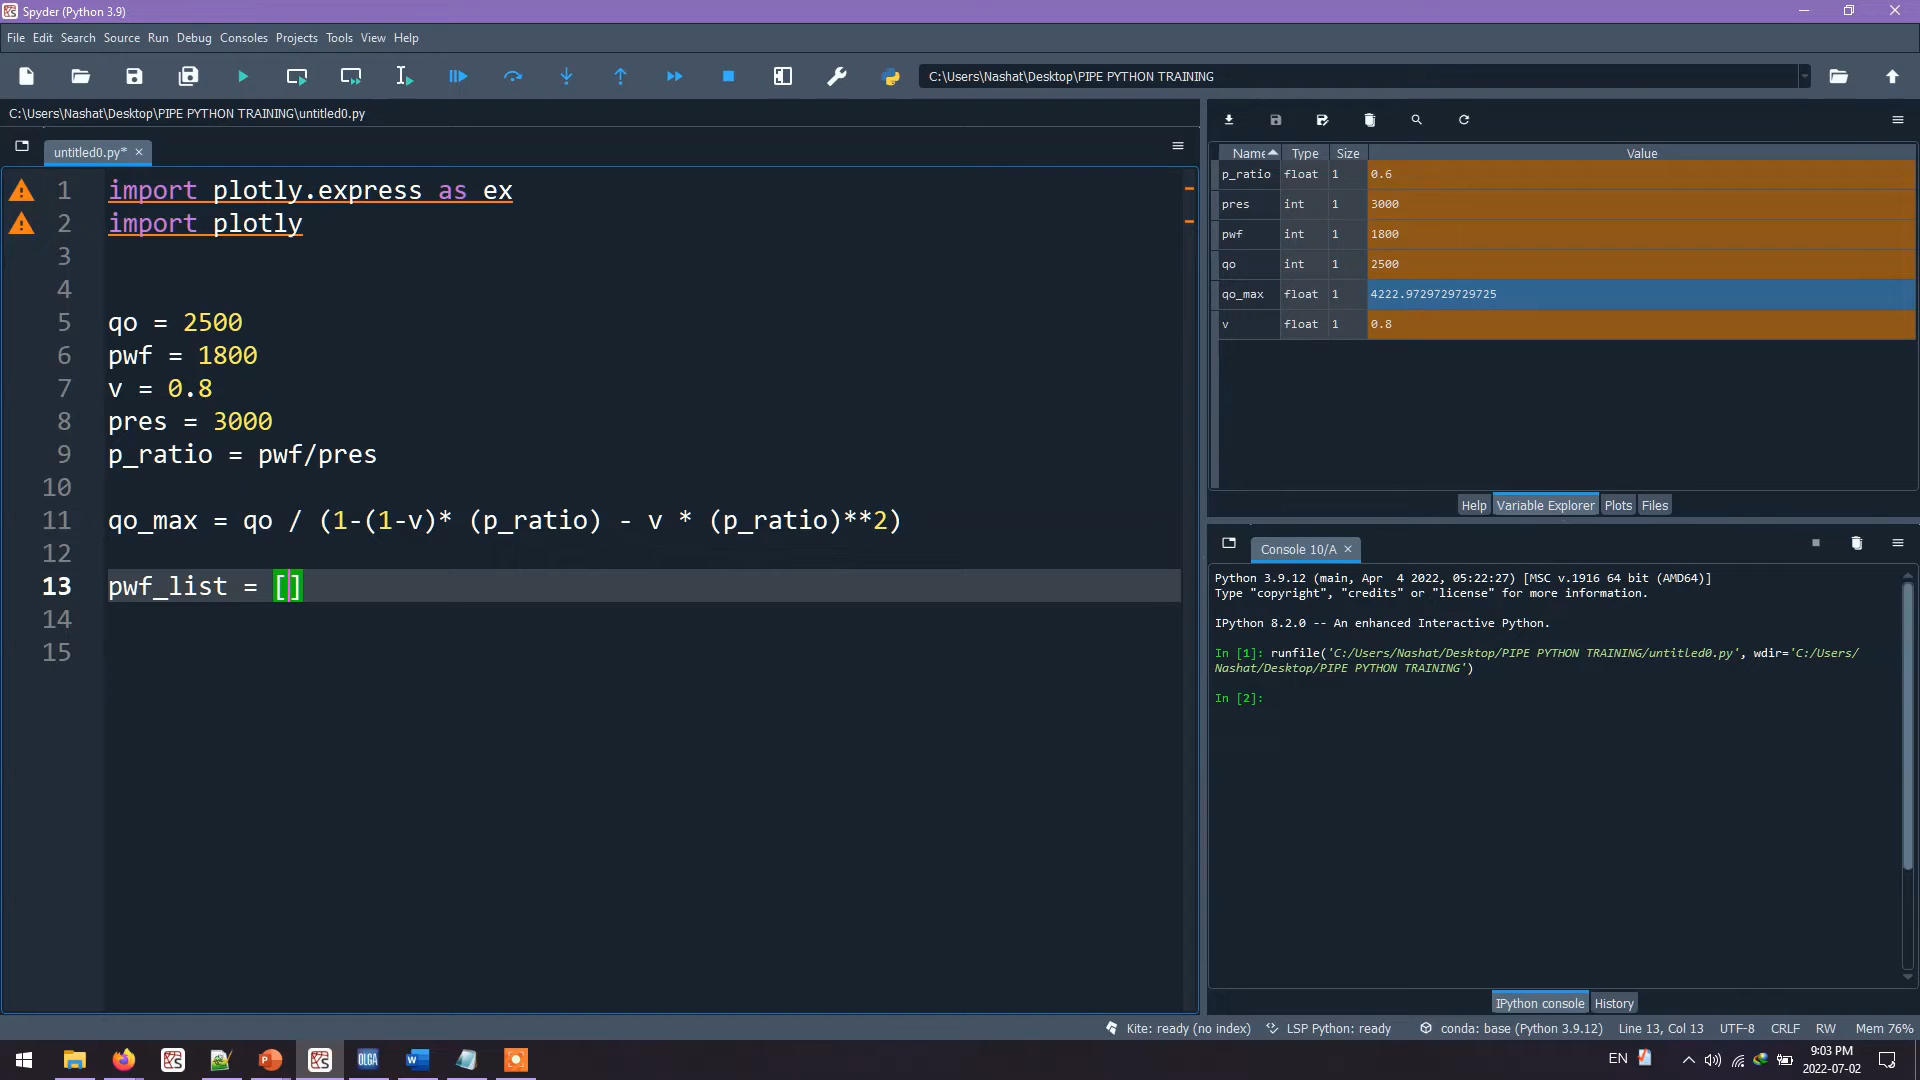 Spyder (Python 3.9)
File Edit Search Source Run Debug Consoles Projects Tools View Help
C:\Users\Nashat\Desktop\PIPE PYTHON TRAINING
C:\Users\Nashat\Desktop\PIPE PYTHON TRAINING\untitled0.py
untitled0.py*
1 import plotly.express as ex
2 import plotly
3
4
5 qo = 2500
6 pwf = 1800
7 v = 0.8
8 pres = 3000
9 p_ratio = pwf/pres
10
11 qo_max = qo / (1-(1-v)* (p_ratio) - v * (p_ratio)**2)
12
13 pwf_list = []
14
15
Name Type Size Value
p_ratio float 1 0.6
pres int 1 3000
pwf int 1 1800
qo int 1 2500
qo_max float 1 4222.9729729729725
v float 1 0.8
Help Variable Explorer Plots Files
Console 10/A
Python 3.9.12 (main, Apr  4 2022, 05:22:27) [MSC v.1916 64 bit (AMD64)]
Type "copyright", "credits" or "license" for more information.
IPython 8.2.0 -- An enhanced Interactive Python.
In [1]: runfile('C:/Users/Nashat/Desktop/PIPE PYTHON TRAINING/untitled0.py', wdir='C:/Users/
Nashat/Desktop/PIPE PYTHON TRAINING')
In [2]:
IPython console History
Kite: ready (no index) LSP Python: ready conda: base (Python 3.9.12) Line 13, Col 13 UTF-8 CRLF RW Mem 76%
OLGA
EN
9:03 PM
2022-07-02